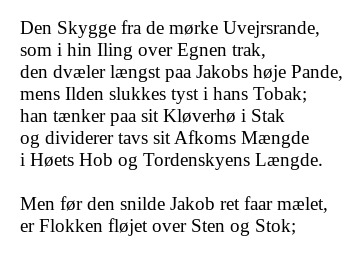 Den Skygge fra de mørke Uvejrsrande,
som i hin Iling over Egnen trak,
den dvæler længst paa Jakobs høje Pande,
mens Ilden slukkes tyst i hans Tobak;
han tænker paa sit Kløverhø i Stak
og dividerer tavs sit Afkoms Mængde
i Høets Hob og Tordenskyens Længde.

Men før den snilde Jakob ret faar mælet,
er Flokken fløjet over Sten og Stok;